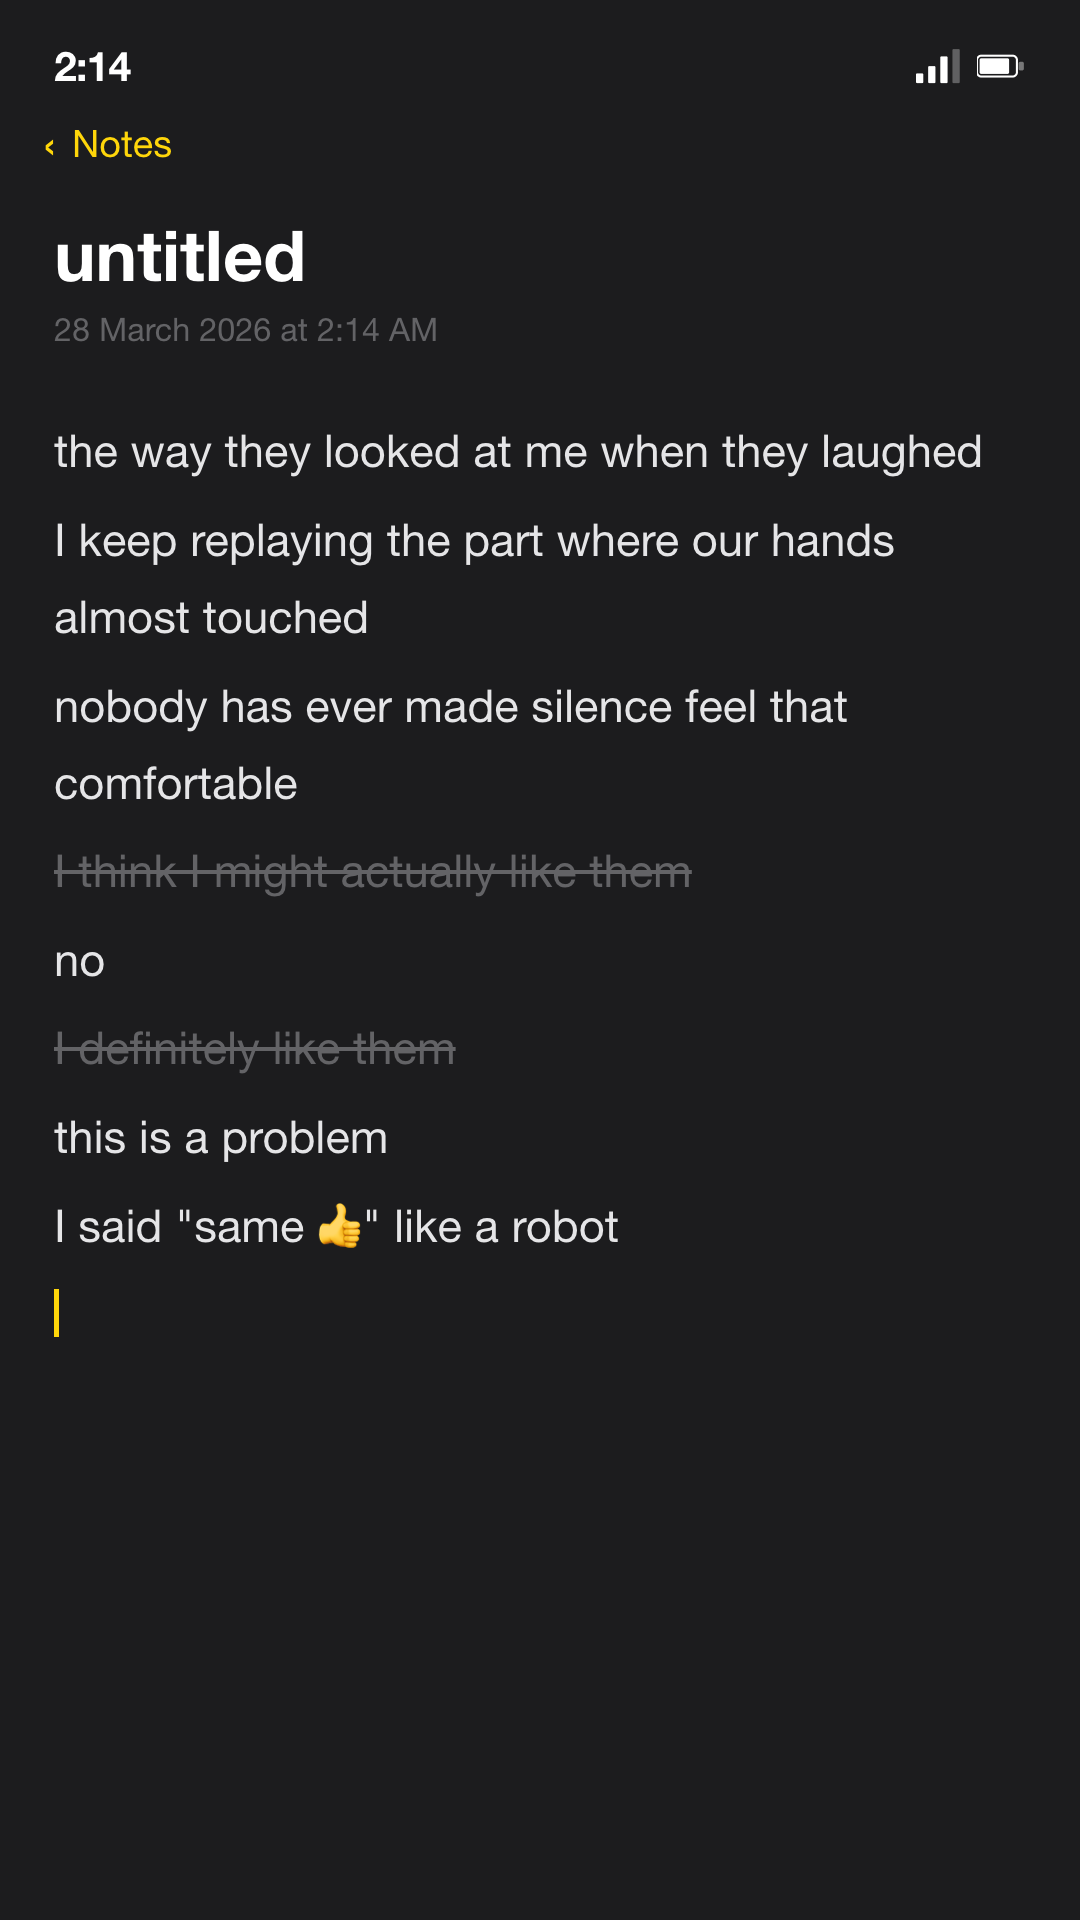 2:14
‹ Notes
untitled
28 March 2026 at 2:14 AM
the way they looked at me when they laughed
I keep replaying the part where our hands
almost touched
nobody has ever made silence feel that
comfortable
I think I might actually like them
no
I definitely like them
this is a problem
I said "same 👍" like a robot